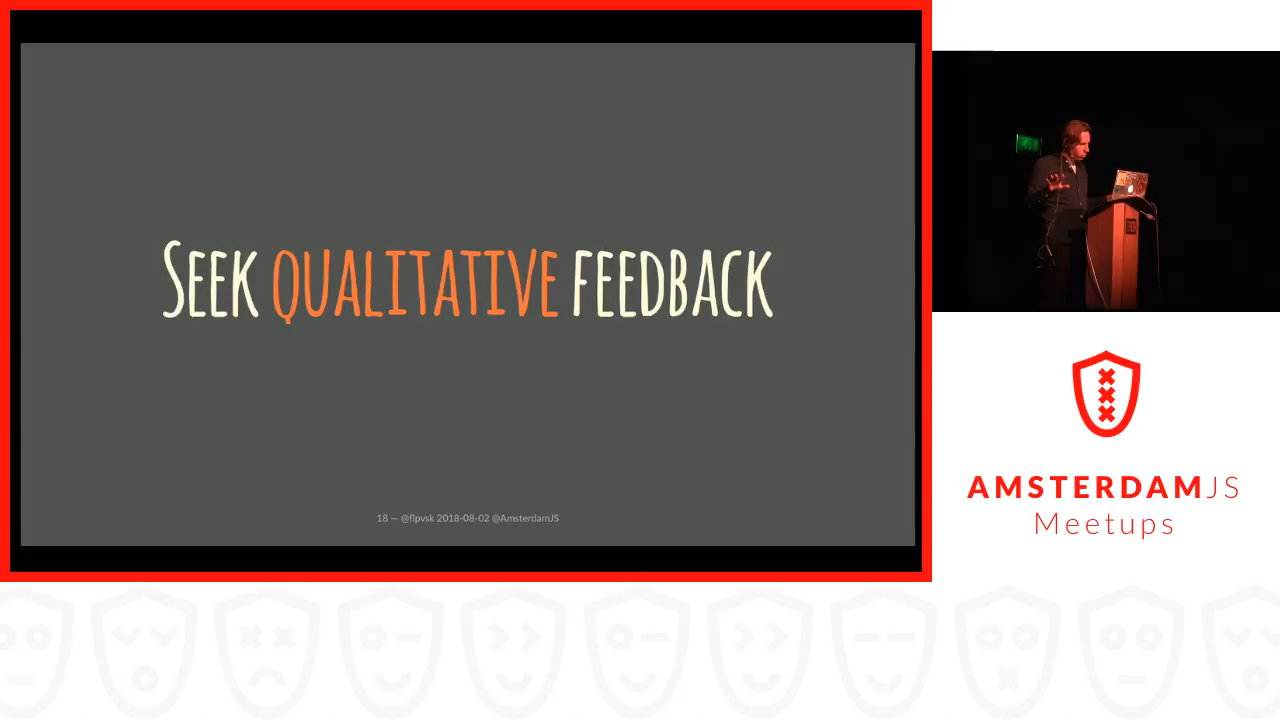 SEEK QUALITATIVE FEEDBACK
18 — @flpvsk 2018-08-02 @AmsterdamJS
AMSTERDAMJS
Meetups